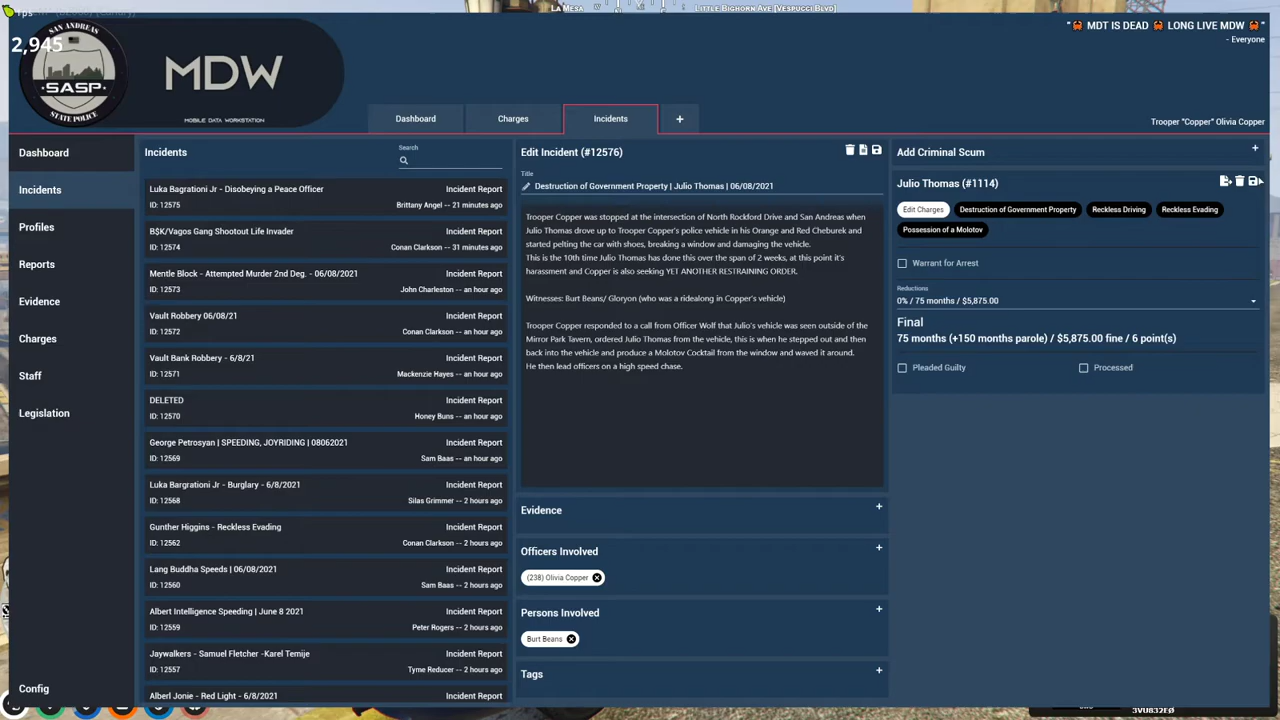 LA MESA
LITTLE BIGHORN AVE [VESPUCCI BLVD]
2,945
SAN ANDREAS
SASP
STATE POLICE
MDW
MOBILE DATA WORKSTATION
" MDT IS DEAD LONG LIVE MDW "
- Everyone
Dashboard
Charges
Incidents
+
Trooper "Copper" Olivia Copper
Dashboard
Incidents
Profiles
Reports
Evidence
Charges
Staff
Legislation
Config
Incidents
Search
Luka Bagrationi Jr - Disobeying a Peace Officer Incident Report
ID: 12575 Brittany Angel -- 21 minutes ago
B$K/Vagos Gang Shootout Life Invader Incident Report
ID: 12574 Conan Clarkson -- 31 minutes ago
Mentle Block - Attempted Murder 2nd Deg. - 06/08/2021 Incident Report
ID: 12573 John Charleston -- an hour ago
Vault Robbery 06/08/21 Incident Report
ID: 12572 Conan Clarkson -- an hour ago
Vault Bank Robbery - 6/8/21 Incident Report
ID: 12571 Mackenzie Hayes -- an hour ago
DELETED Incident Report
ID: 12570 Honey Buns -- an hour ago
George Petrosyan | SPEEDING, JOYRIDING | 08062021 Incident Report
ID: 12569 Sam Baas -- an hour ago
Luka Bargrationi Jr - Burglary - 6/8/2021 Incident Report
ID: 12568 Silas Grimmer -- 2 hours ago
Gunther Higgins - Reckless Evading Incident Report
ID: 12562 Conan Clarkson -- 2 hours ago
Lang Buddha Speeds | 06/08/2021 Incident Report
ID: 12560 Sam Baas -- 2 hours ago
Albert Intelligence Speeding | June 8 2021 Incident Report
ID: 12559 Peter Rogers -- 2 hours ago
Jaywalkers - Samuel Fletcher -Karel Temije Incident Report
ID: 12557 Tyme Reducer -- 2 hours ago
Alberl Jonie - Red Light - 6/8/2021 Incident Report
Edit Incident (#12576)
Title
Destruction of Government Property | Julio Thomas | 06/08/2021
Trooper Copper was stopped at the intersection of North Rockford Drive and San Andreas when
Julio Thomas drove up to Trooper Copper's police vehicle in his Orange and Red Cheburek and
started pelting the car with shoes, breaking a window and damaging the vehicle.
This is the 10th time Julio Thomas has done this over the span of 2 weeks, at this point it's
harassment and Copper is also seeking YET ANOTHER RESTRAINING ORDER.
Witnesses: Burt Beans/ Gloryon (who was a ridealong in Copper's vehicle)
Trooper Copper responded to a call from Officer Wolf that Julio's vehicle was seen outside of the
Mirror Park Tavern, ordered Julio Thomas from the vehicle, this is when he stepped out and then
back into the vehicle and produce a Molotov Cocktail from the window and waved it around.
He then lead officers on a high speed chase.
Evidence +
Officers Involved +
(238) Olivia Copper
Persons Involved +
Burt Beans
Tags +
Add Criminal Scum +
Julio Thomas (#1114)
Edit Charges Destruction of Government Property Reckless Driving Reckless Evading
Possession of a Molotov
Warrant for Arrest
Reductions
0% / 75 months / $5,875.00
Final
75 months (+150 months parole) / $5,875.00 fine / 6 point(s)
Pleaded Guilty Processed